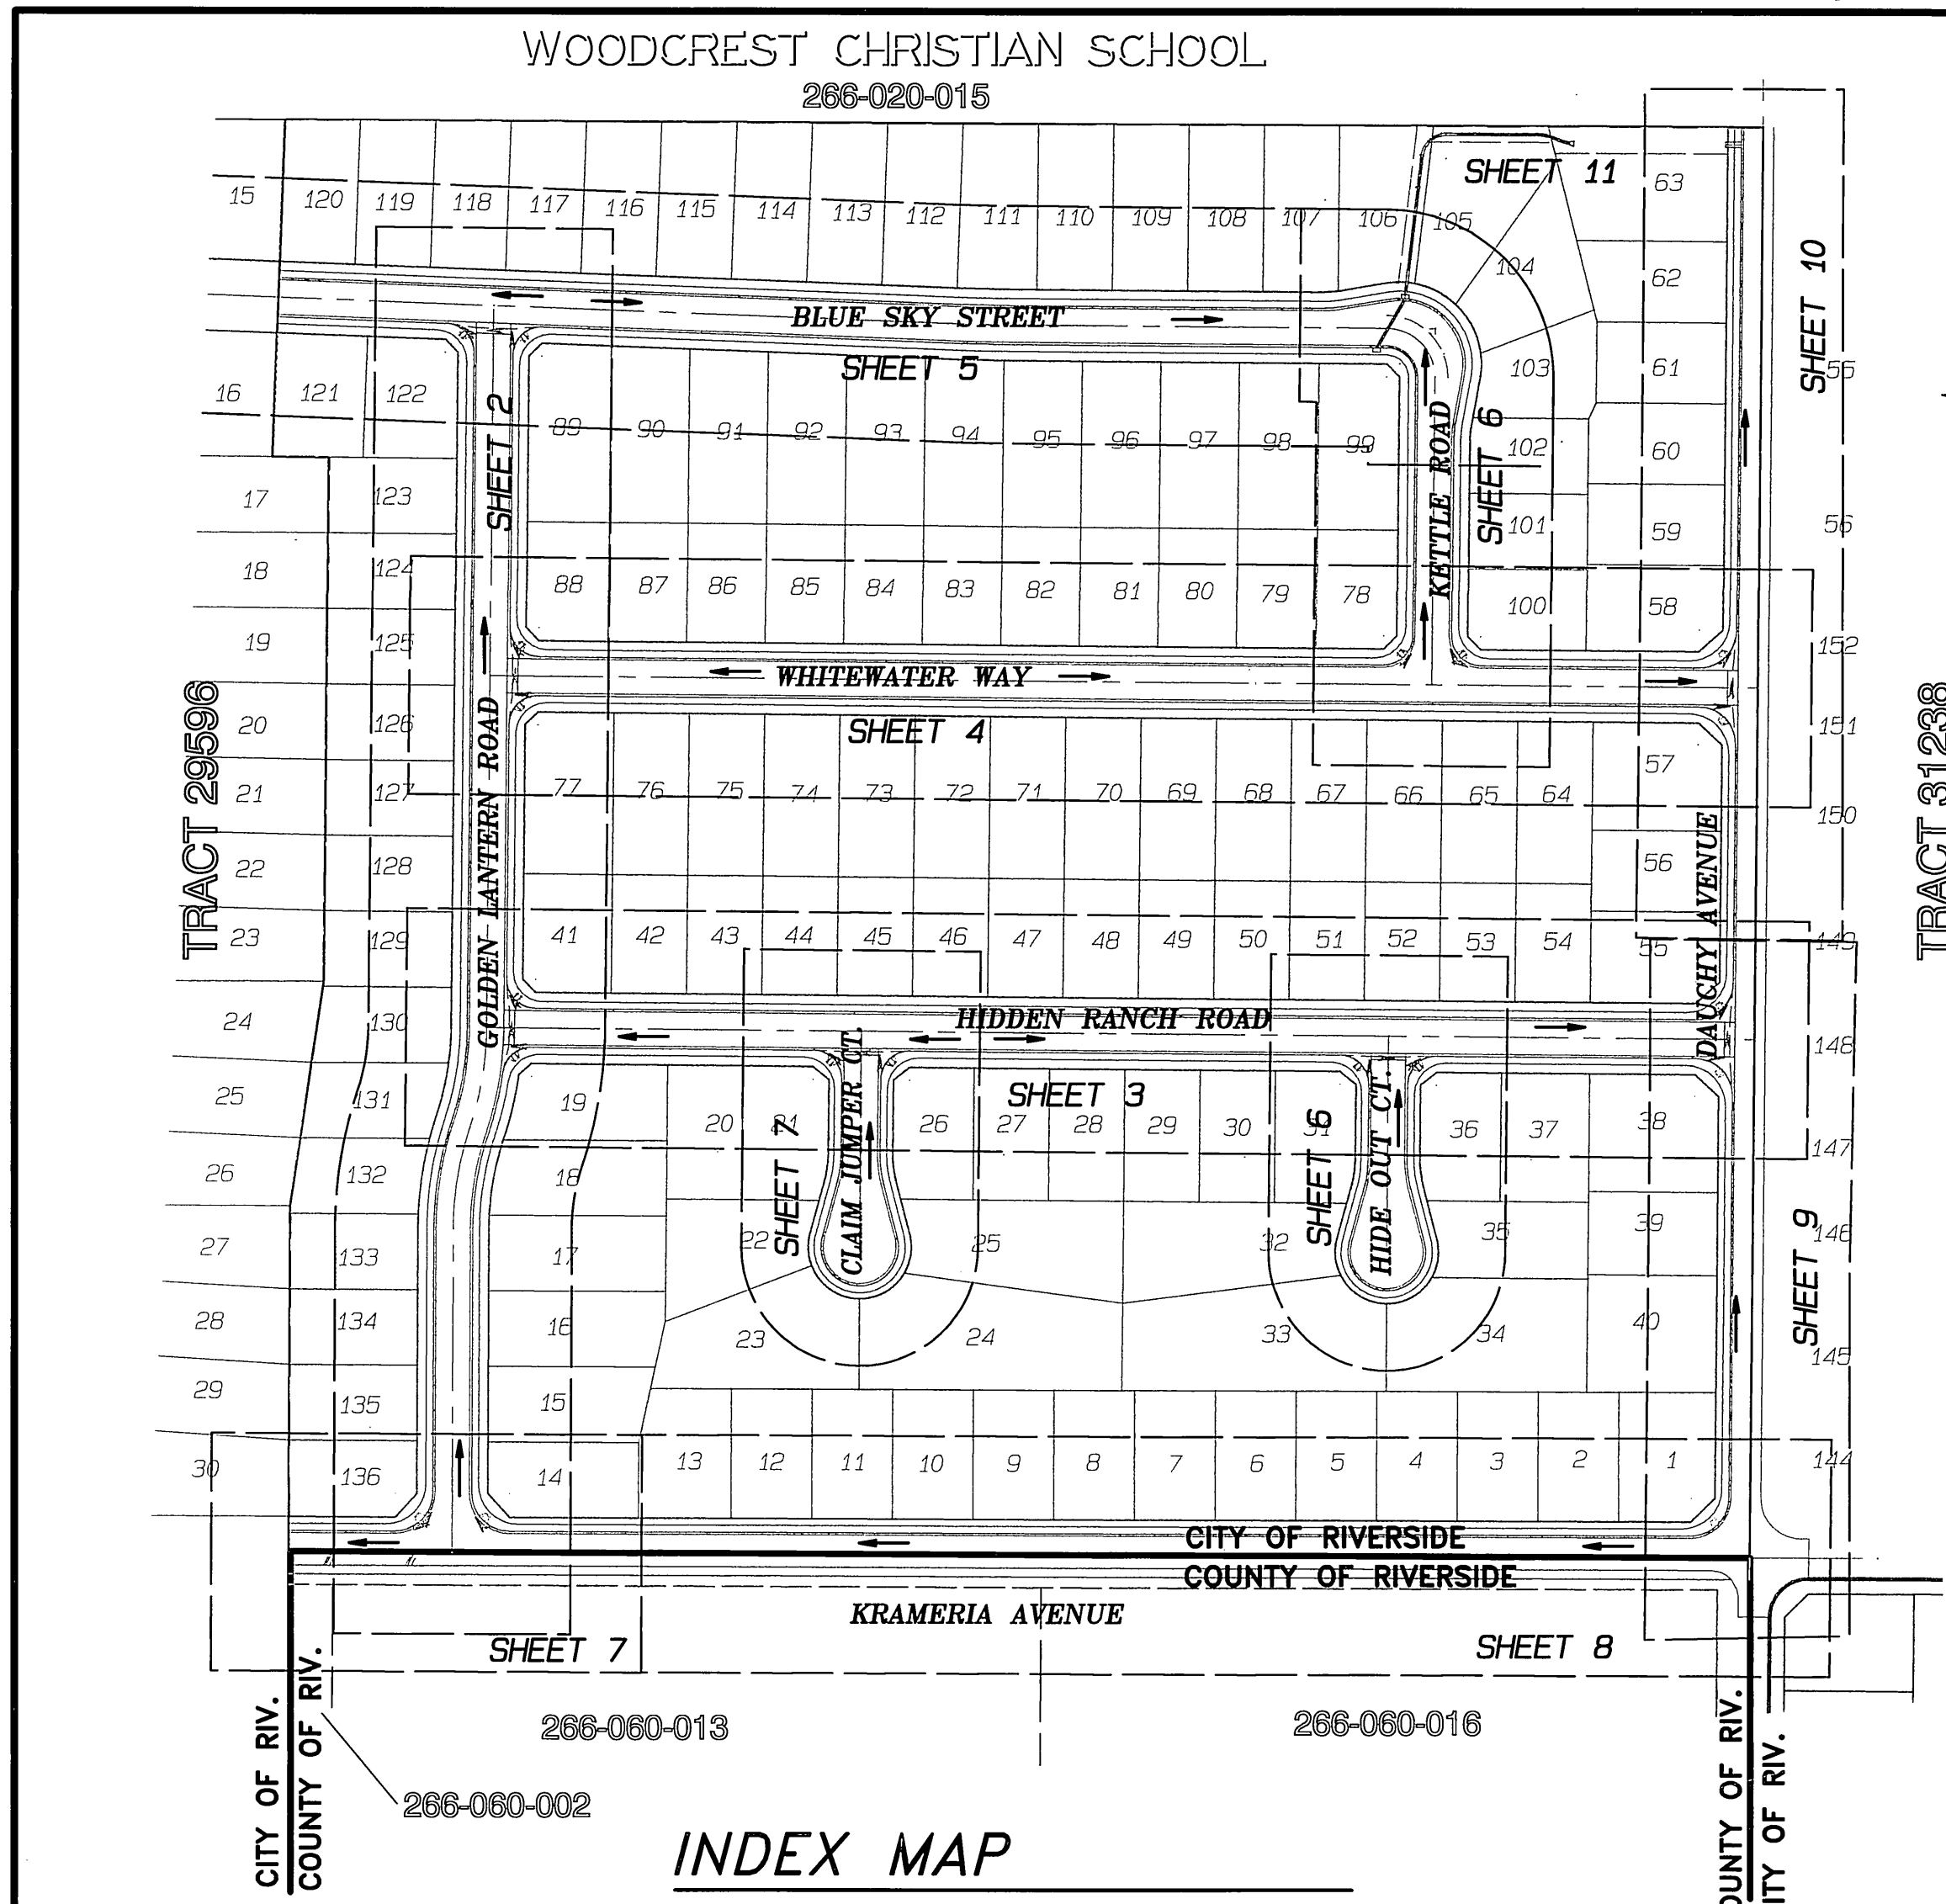 WOODCREST CHRISTIAN SCHOOL
266-020-015
SHEET 11
15 120 119 118 117 116 115 114 113 112 111 110 109 108 107 106 105 63
104 62
SHEET 10
BLUE SKY STREET
SHEET 5
16 121 122 103 61 55
SHEET 2
89 90 91 92 93 94 95 96 97 98 99 102 60
KETTLE ROAD
SHEET 6
17 123 101 59 56
18 124 88 87 86 85 84 83 82 81 80 79 78 100 58
19 125 152
WHITEWATER WAY
TRACT 29596
TRACT 31238
GOLDEN LANTERN ROAD
SHEET 4
20 126 151
57
21 127 77 76 75 74 73 72 71 70 69 68 67 66 65 64 150
22 128 56
DAUCHY AVENUE
23 129 41 42 43 44 45 46 47 48 49 50 51 52 53 54 55 149
24 130
HIDDEN RANCH ROAD
148
SHEET 3
25 131 19 20 21 26 27 28 29 30 31 36 37 38
SHEET 7
CLAIM JUMPER CT.
SHEET 6
HIDE OUT CT.
147
26 132 18
SHEET 9
27 133 17 22 25 32 35 39 146
28 134 16 23 24 33 34 40
145
29 135 15
30 136 14 13 12 11 10 9 8 7 6 5 4 3 2 1 144
CITY OF RIVERSIDE
COUNTY OF RIVERSIDE
KRAMERIA AVENUE
SHEET 7
SHEET 8
266-060-013
266-060-016
CITY OF RIV.
COUNTY OF RIV.
266-060-002
OUNTY OF RIV.
ITY OF RIV.
INDEX MAP